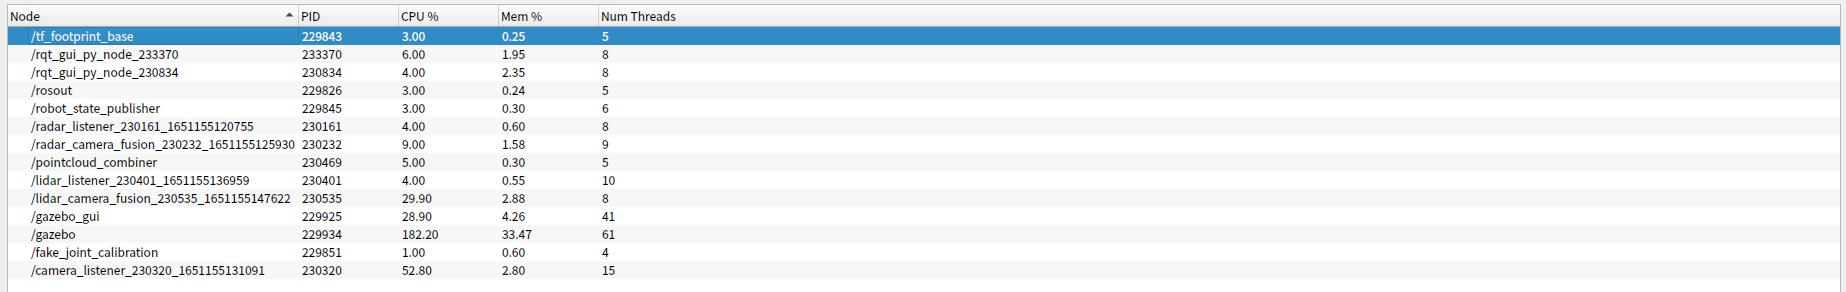 Node PID CPU % Mem % Num Threads
/tf_footprint_base 229843 3.00 0.25 5
/rqt_gui_py_node_233370 233370 6.00 1.95 8
/rqt_gui_py_node_230834 230834 4.00 2.35 8
/rosout 229826 3.00 0.24 5
/robot_state_publisher 229845 3.00 0.30 6
/radar_listener_230161_1651155120755 230161 4.00 0.60 8
/radar_camera_fusion_230232_1651155125930 230232 9.00 1.58 9
/pointcloud_combiner 230469 5.00 0.30 5
/lidar_listener_230401_1651155136959 230401 4.00 0.55 10
/lidar_camera_fusion_230535_1651155147622 230535 29.90 2.88 8
/gazebo_gui 229925 28.90 4.26 41
/gazebo 229934 182.20 33.47 61
/fake_joint_calibration 229851 1.00 0.60 4
/camera_listener_230320_1651155131091 230320 52.80 2.80 15